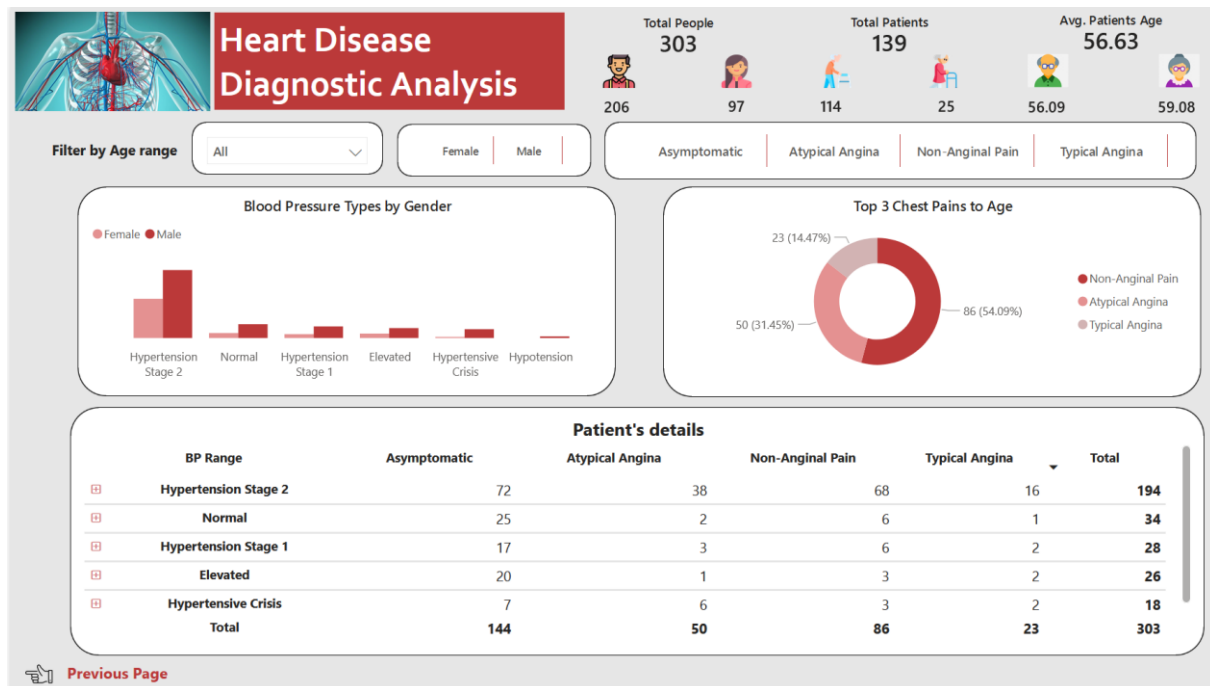 Heart Disease
Diagnostic Analysis
Total People
303
206 97
Total Patients
139
114 25
Avg. Patients Age
56.63
56.09 59.08
Filter by Age range
All
Female Male
Asymptomatic Atypical Angina Non-Anginal Pain Typical Angina
Blood Pressure Types by Gender
Female Male
Hypertension
Stage 2
Normal
Hypertension
Stage 1
Elevated
Hypertensive
Crisis
Hypotension
Top 3 Chest Pains to Age
23 (14.47%)
50 (31.45%)
86 (54.09%)
Non-Anginal Pain
Atypical Angina
Typical Angina
Patient's details
BP Range Asymptomatic Atypical Angina Non-Anginal Pain Typical Angina Total
Hypertension Stage 2 72 38 68 16 194
Normal 25 2 6 1 34
Hypertension Stage 1 17 3 6 2 28
Elevated 20 1 3 2 26
Hypertensive Crisis 7 6 3 2 18
Total 144 50 86 23 303
Previous Page